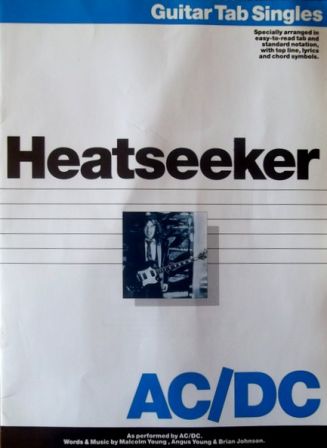 Guitar Tab Singles
Specially arranged in
easy-to-read tab and
standard notation,
with top line, lyrics
and chord symbols.
Heatseeker
AC/DC
As performed by AC/DC.
Words & Music by Malcolm Young, Angus Young & Brian Johnson.